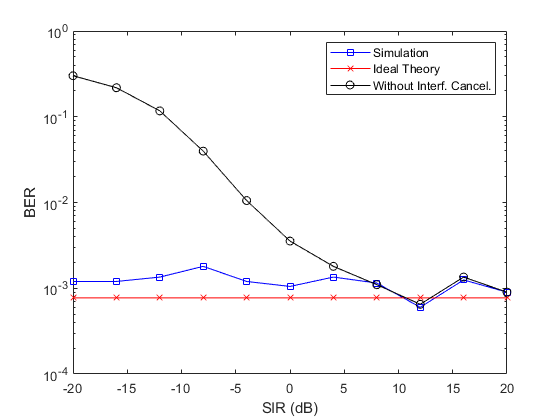 10^0
10^-1
10^-2
10^-3
10^-4
BER
-20 -15 -10 -5 0 5 10 15 20
SIR (dB)
Simulation
Ideal Theory
Without Interf. Cancel.